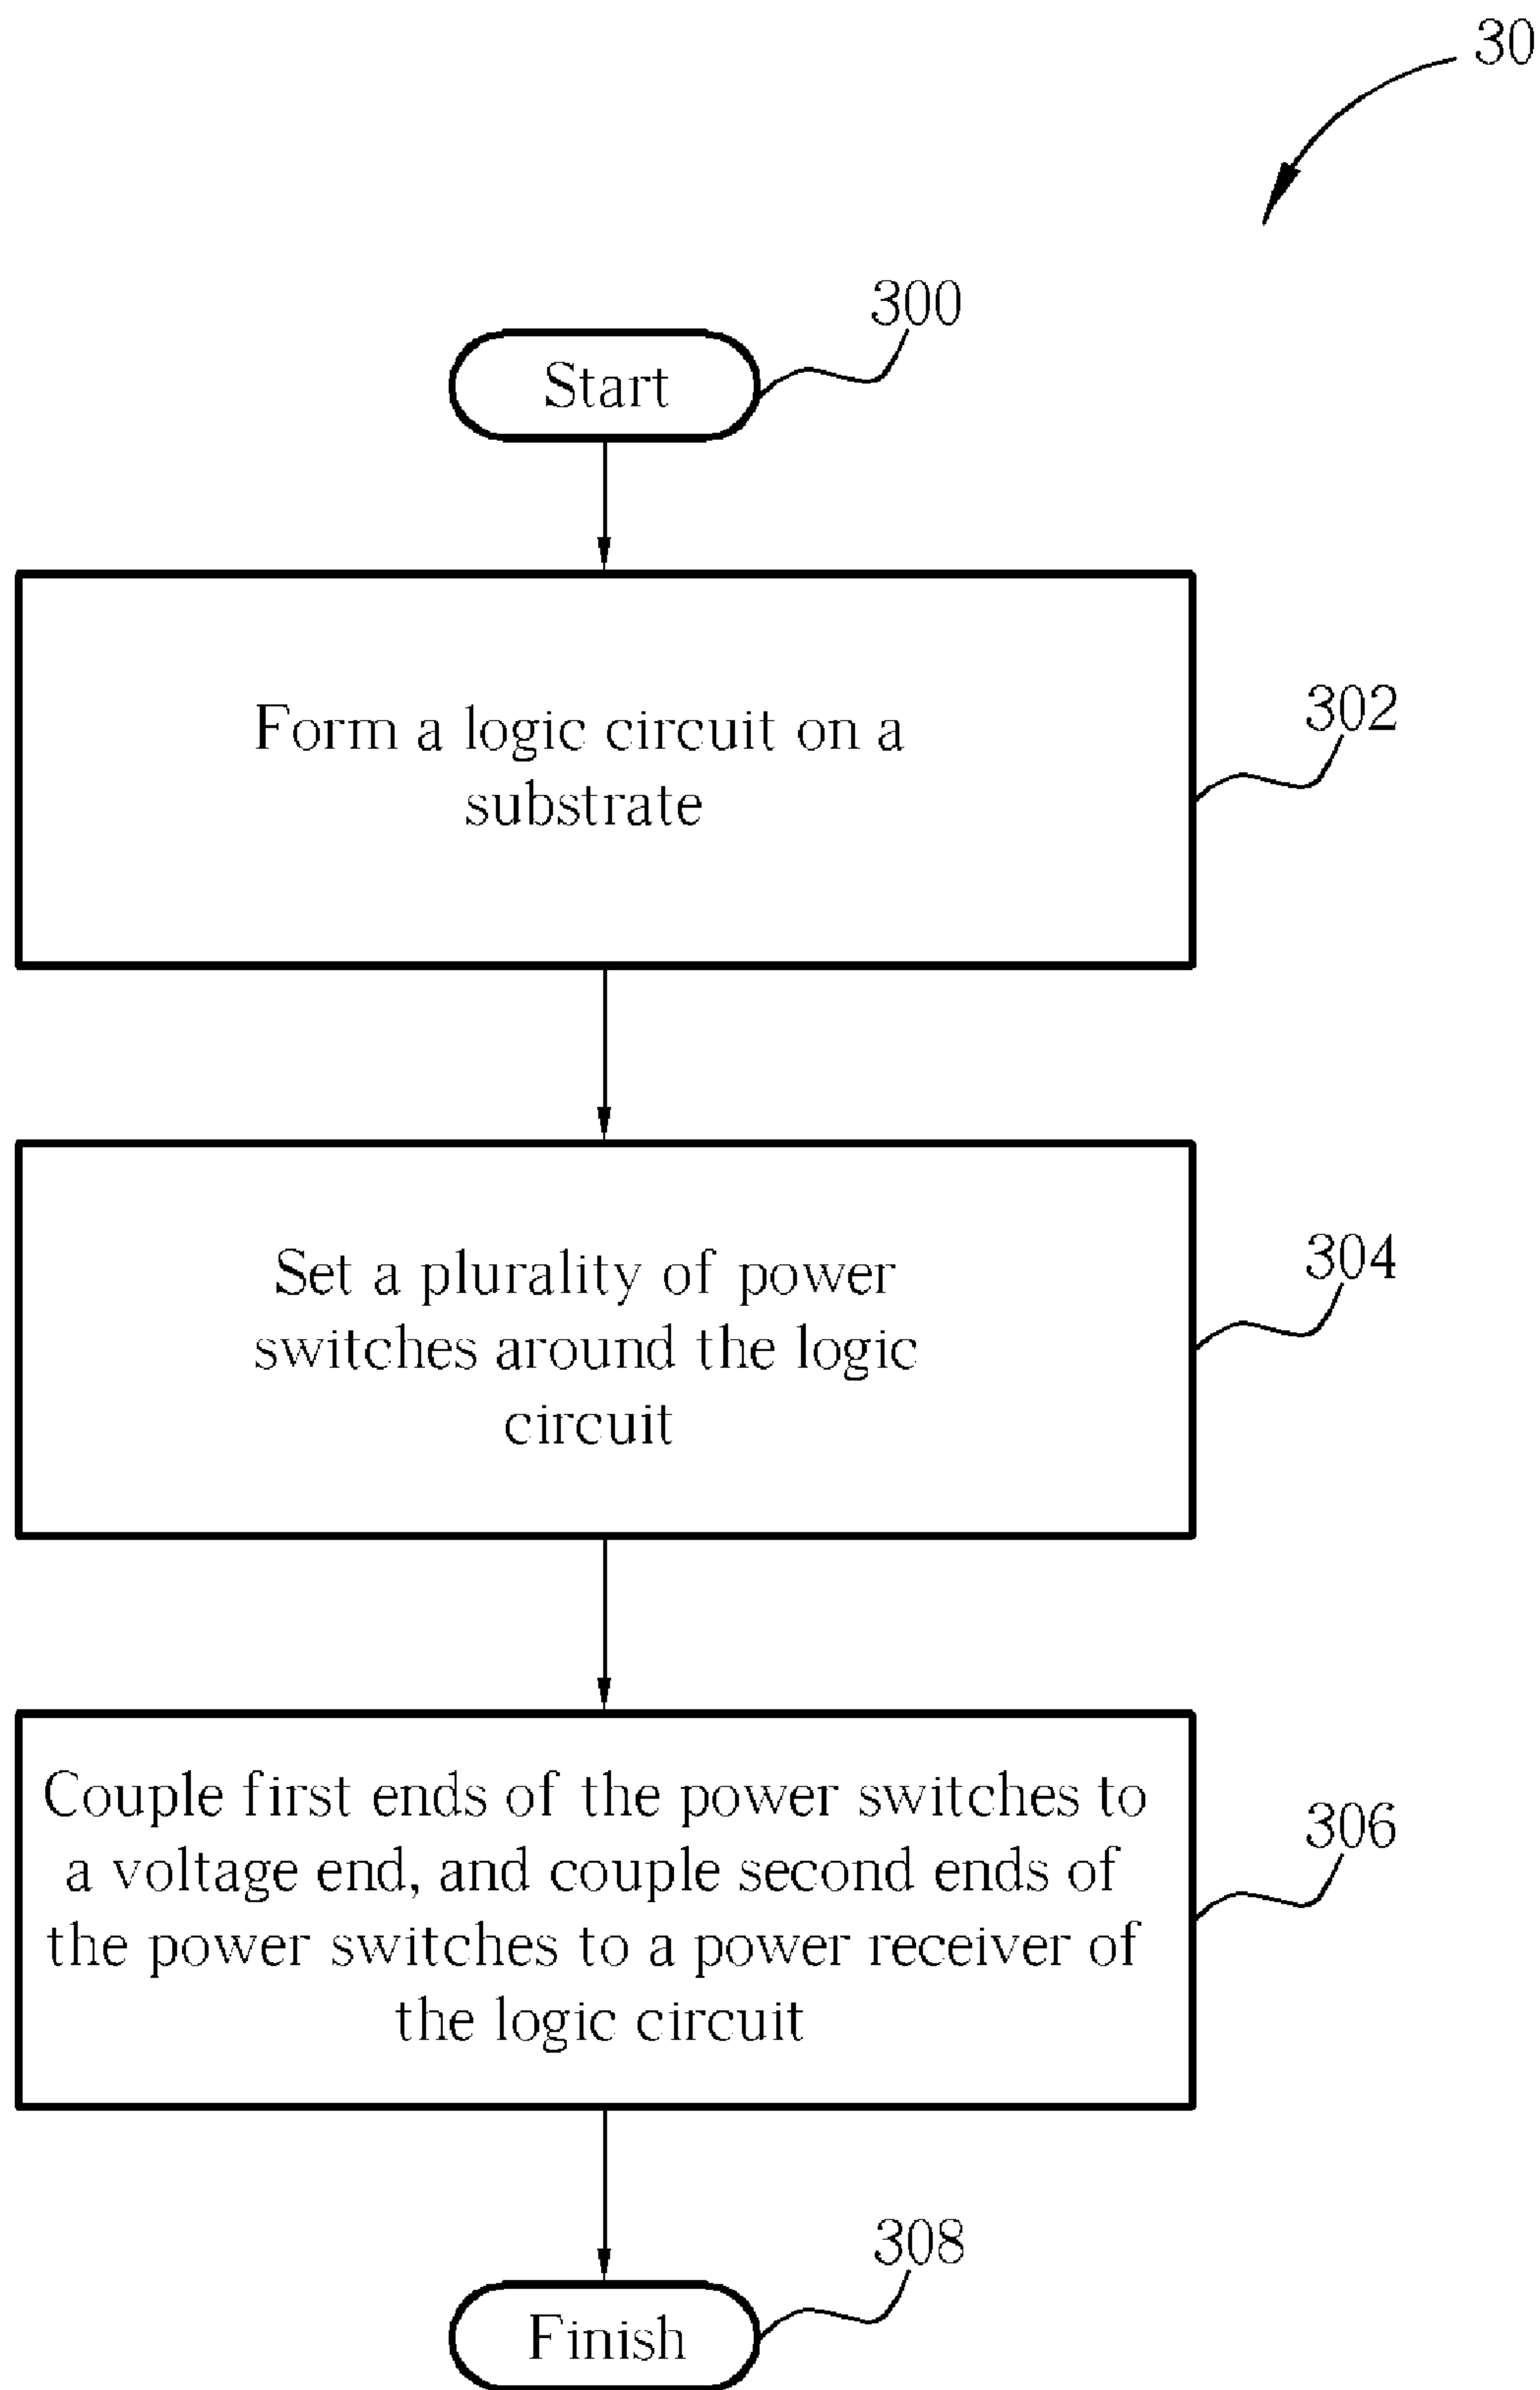 30
300
Start
Form a logic circuit on a
substrate
302
Set a plurality of power
switches around the logic
circuit
304
Couple first ends of the power switches to
a voltage end, and couple second ends of
the power switches to a power receiver of
the logic circuit
306
308
Finish